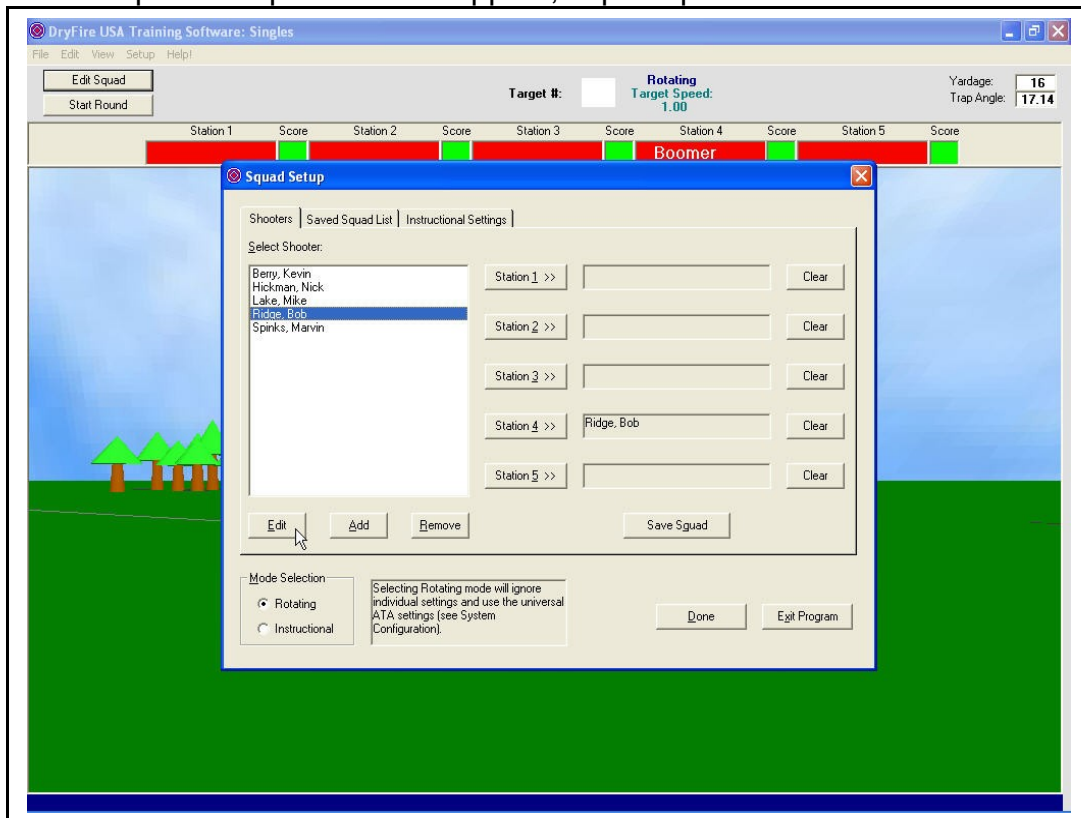 DryFire USA Training Software: Singles
File Edit View Setup Help!
Edit Squad
Start Round
Target #:
Rotating
Target Speed:
1.00
Yardage: 16
Trap Angle: 17.14
Station 1 Score Station 2 Score Station 3 Score Station 4 Score Station 5 Score
Boomer
Squad Setup
Shooters Saved Squad List Instructional Settings
Select Shooter:
Berry, Kevin
Hickman, Nick
Lake, Mike
Ridge, Bob
Spinks, Marvin
Station 1 >> Clear
Station 2 >> Clear
Station 3 >> Clear
Station 4 >> Ridge, Bob Clear
Station 5 >> Clear
Edit Add Remove Save Squad
Mode Selection
Rotating
Instructional
Selecting Rotating mode will ignore
individual settings and use the universal
ATA settings (see System
Configuration).
Done Exit Program